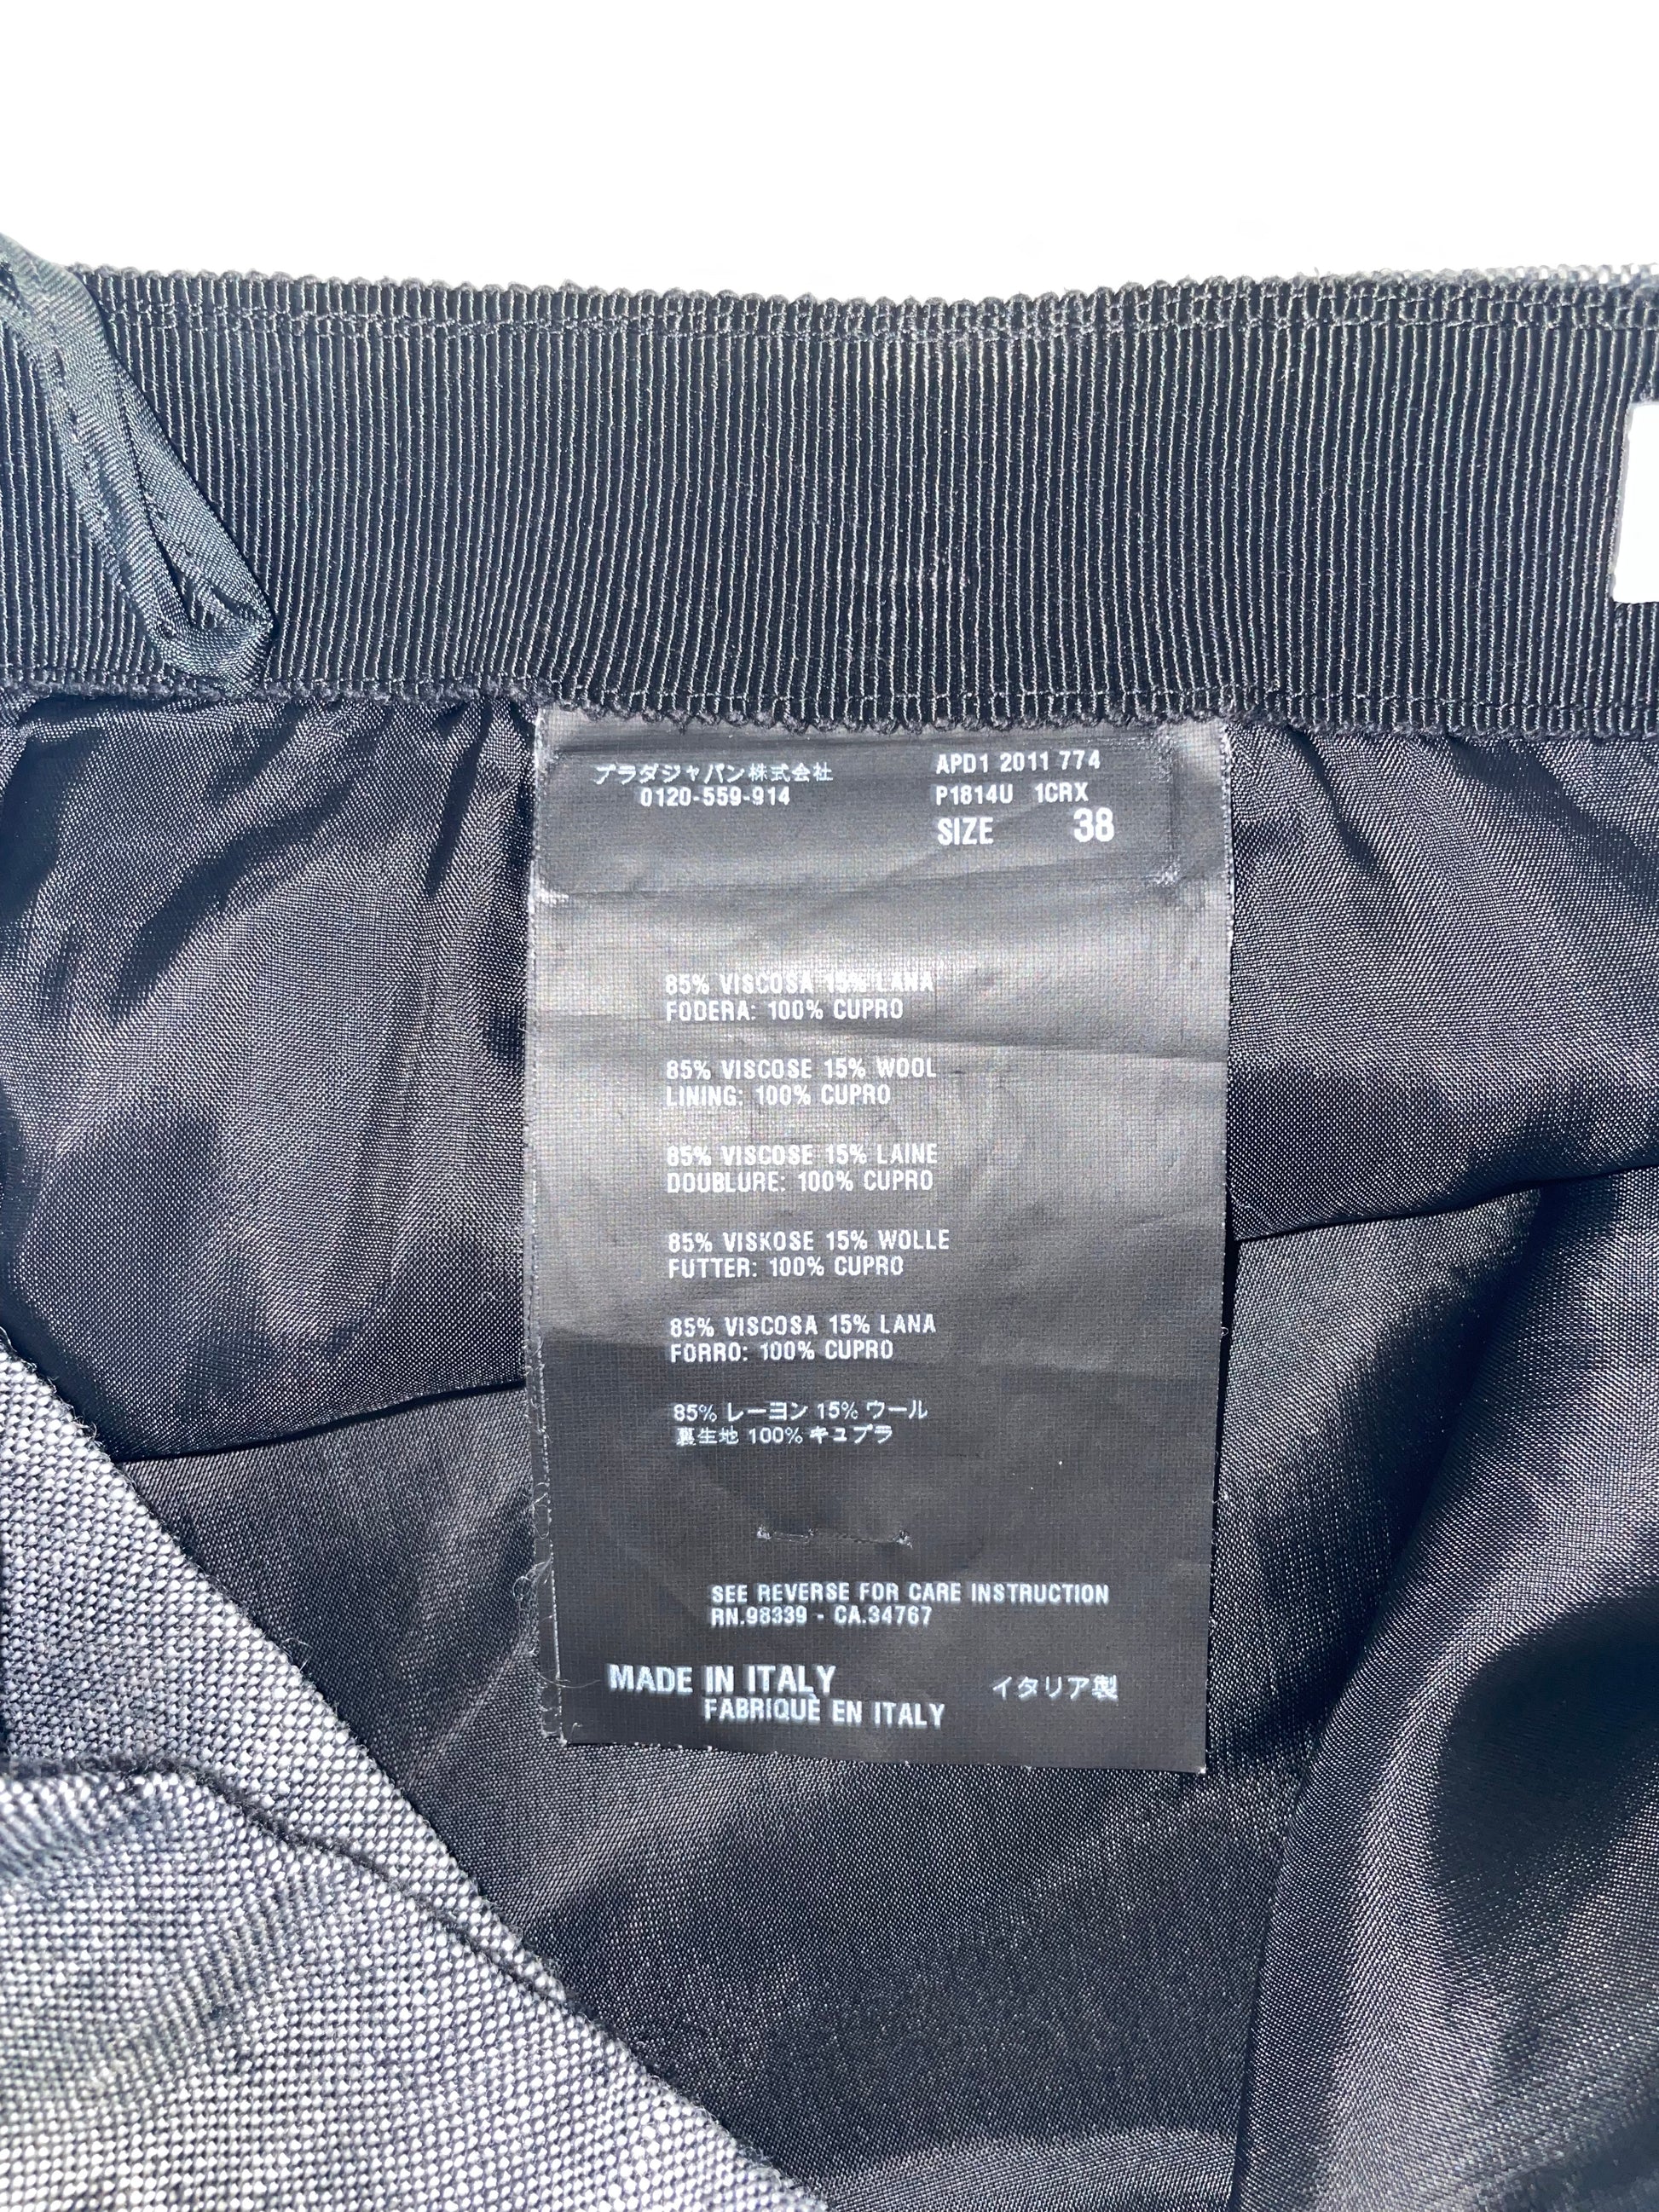 プラダジャパン株式会社
0120-559-914
APD1 2011 774
P1814U 1CRX
SIZE 38
85% VISCOSA 15% LANA
FODERA: 100% CUPRO
85% VISCOSE 15% WOOL
LINING: 100% CUPRO
85% VISCOSE 15% LAINE
DOUBLURE: 100% CUPRO
85% VISKOSE 15% WOLLE
FUTTER: 100% CUPRO
85% VISCOSA 15% LANA
FORRO: 100% CUPRO
85% レーヨン 15% ウール
裏生地 100% キュプラ
SEE REVERSE FOR CARE INSTRUCTION
RN.98339 - CA.34767
MADE IN ITALY
FABRIQUÈ EN ITALY
イタリア製